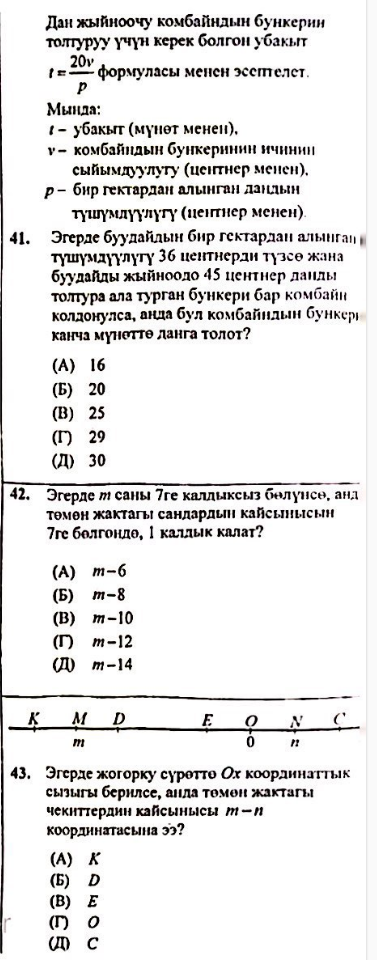 Дан жыйноочу комбайндын бункерин
толтуруу үчүн керек болгон убакыт
t = 20v/p формуласы менен эсептелет.
Мында:
t – убакыт (мүнөт менен),
v – комбайндын бункеринин ичинин
сыйымдуулугу (центнер менен),
p – бир гектардан алынган дандын
түшүмдүүлүгү (центнер менен).
41. Эгерде буудайдын бир гектардан алынган
түшүмдүүлүгү 36 центнерди түзсө жана
буудайды жыйноодо 45 центнер данды
толтура ала турган бункери бар комбайн
колдонулса, анда бул комбайндын бункери
канча мүнөттө данга толот?
(А) 16
(Б) 20
(В) 25
(Г) 29
(Д) 30
42. Эгерде m саны 7ге калдыксыз бөлүнсө, анд
төмөн жактагы сандардын кайсынысын
7ге бөлгөндө, 1 калдык калат?
(А) m−6
(Б) m−8
(В) m−10
(Г) m−12
(Д) m−14
K M D E O N C
m 0 n
43. Эгерде жогорку сүрөттө Ox координаттык
сызыгы берилсе, анда төмөн жактагы
чекиттердин кайсынысы m−n
координатасына ээ?
(А) K
(Б) D
(В) E
(Г) O
(Д) C